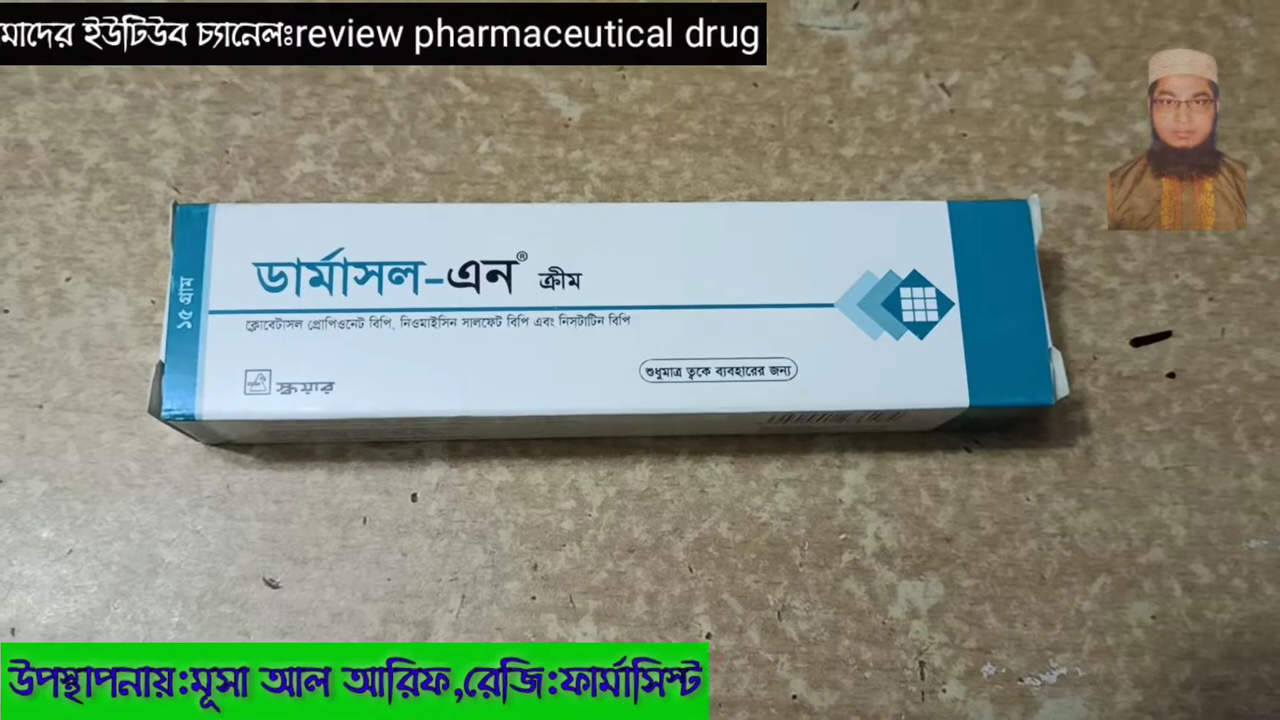 মাদের ইউটিউব চ্যানেলঃreview pharmaceutical drug
১৫ গ্রাম
ডার্মাসল-এন® ক্রীম
ক্লোবেটাসল প্রোপিওনেট বিপি, নিওমাইসিন সালফেট বিপি এবং নিসটাটিন বিপি
শুধুমাত্র ত্বকে ব্যবহারের জন্য
স্কয়ার
উপস্থাপনায়:মূসা আল আরিফ,রেজি:ফার্মাসিস্ট